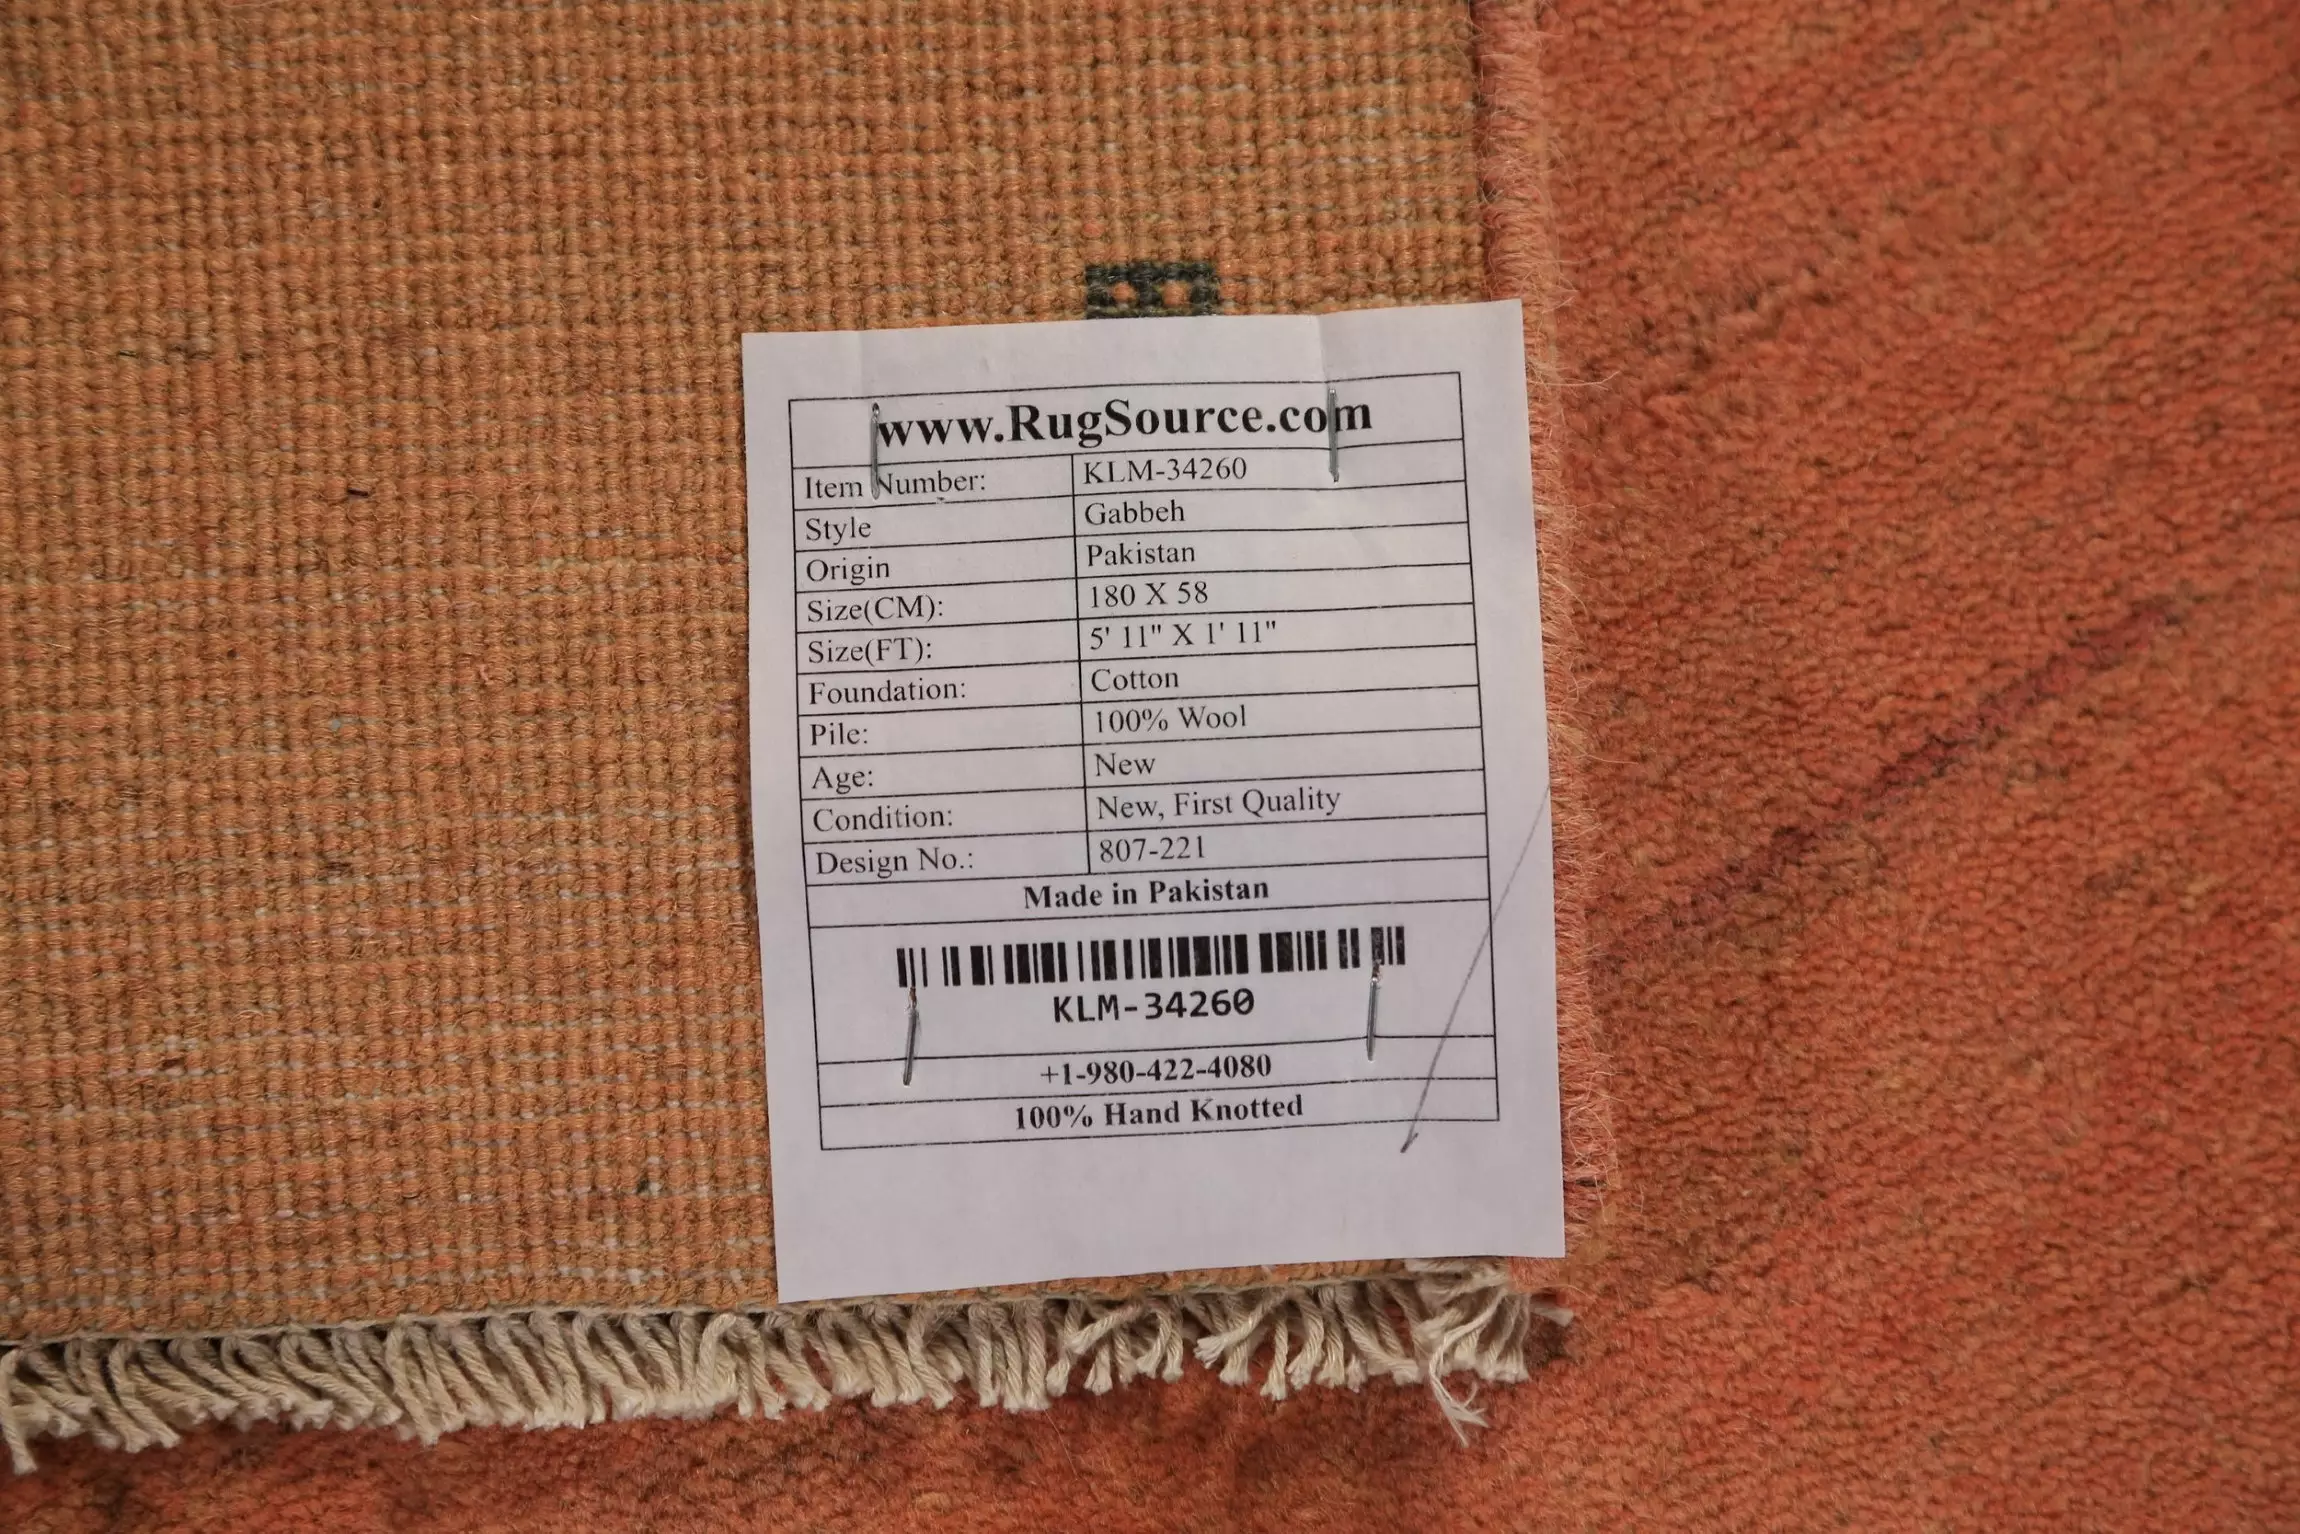 www.RugSource.com
Item Number: KLM-34260
Style Gabbeh
Origin Pakistan
Size(CM): 180 X 58
Size(FT): 5' 11" X 1' 11"
Foundation: Cotton
Pile: 100% Wool
Age: New
Condition: New, First Quality
Design No.: 807-221
Made in Pakistan
KLM-34260
+1-980-422-4080
100% Hand Knotted